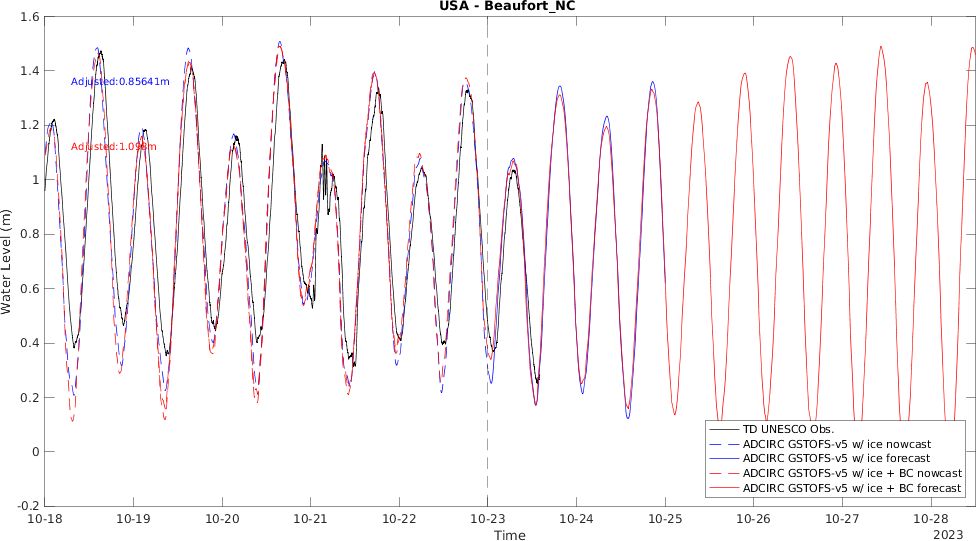 USA - Beaufort_NC
1.6
1.4
1.2
1
0.8
0.6
0.4
0.2
0
-0.2
Water Level (m)
Adjusted:0.85641m
Adjusted:1.098m
TD UNESCO Obs.
ADCIRC GSTOFS-v5 w/ ice nowcast
ADCIRC GSTOFS-v5 w/ ice forecast
ADCIRC GSTOFS-v5 w/ ice + BC nowcast
ADCIRC GSTOFS-v5 w/ ice + BC forecast
10-18 10-19 10-20 10-21 10-22 10-23 10-24 10-25 10-26 10-27 10-28
Time
2023